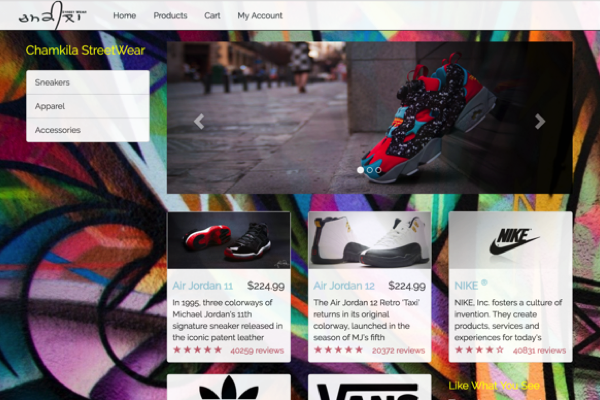 STREET WEAR
Home Products Cart My Account
Chamkila StreetWear
Sneakers
Apparel
Accessories
Air Jordan 11 $224.99
In 1995, three colorways of
Michael Jordan's 11th
signature sneaker released in
the iconic patent leather
40259 reviews
Air Jordan 12 $224.99
The Air Jordan 12 Retro 'Taxi'
returns in its original
colorway, launched in the
season of MJ's fifth
20372 reviews
NIKE
NIKE ®
NIKE, Inc. fosters a culture of
invention. They create
products, services and
experiences for today's
40831 reviews
VANS
Like What You See